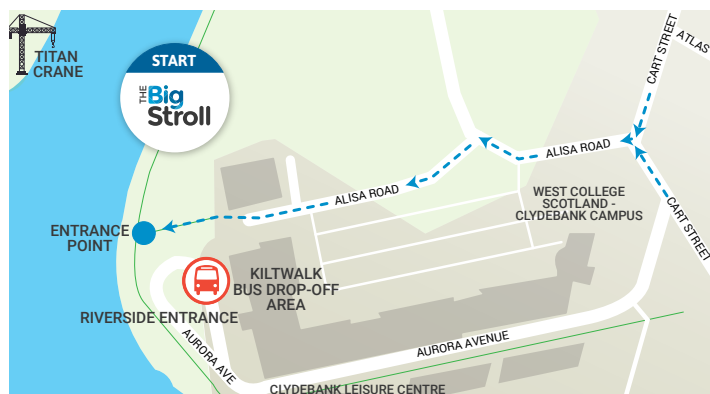 TITAN
CRANE
START
THE Big
Stroll
CART STREET
ATLAS
ALISA ROAD
ALISA ROAD
WEST COLLEGE
SCOTLAND -
CLYDEBANK CAMPUS
CART STREET
ENTRANCE
POINT
KILTWALK
BUS DROP-OFF
AREA
RIVERSIDE ENTRANCE
AURORA AVE
AURORA AVENUE
CLYDEBANK LEISURE CENTRE